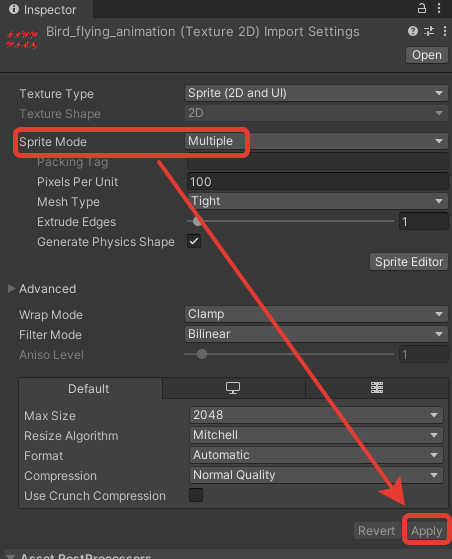 Inspector
Bird_flying_animation (Texture 2D) Import Settings
Open
Texture Type Sprite (2D and UI)
Texture Shape 2D
Sprite Mode Multiple
Packing Tag
Pixels Per Unit 100
Mesh Type Tight
Extrude Edges 1
Generate Physics Shape
Sprite Editor
Advanced
Wrap Mode Clamp
Filter Mode Bilinear
Aniso Level 1
Default
Max Size 2048
Resize Algorithm Mitchell
Format Automatic
Compression Normal Quality
Use Crunch Compression
Revert Apply
Asset PostProcessors